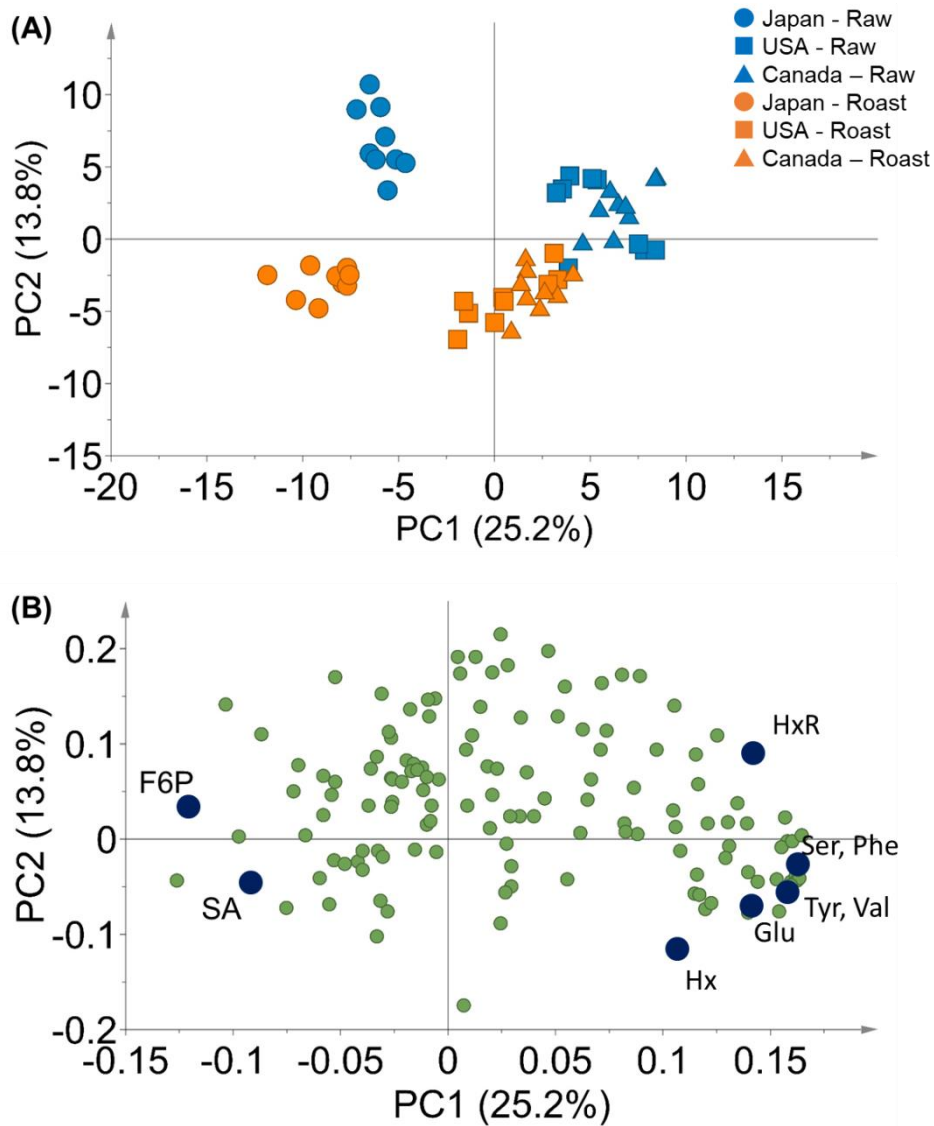 (A)
Japan - Raw
USA - Raw
Canada – Raw
Japan - Roast
USA - Roast
Canada – Roast
10
5
0
-5
-10
-15
PC2 (13.8%)
-20 -15 -10 -5 0 5 10 15
PC1 (25.2%)
(B)
0.2
0.1
0
-0.1
-0.2
PC2 (13.8%)
HxR
F6P
Ser, Phe
SA
Tyr, Val
Glu
Hx
-0.15 -0.1 -0.05 0 0.05 0.1 0.15
PC1 (25.2%)